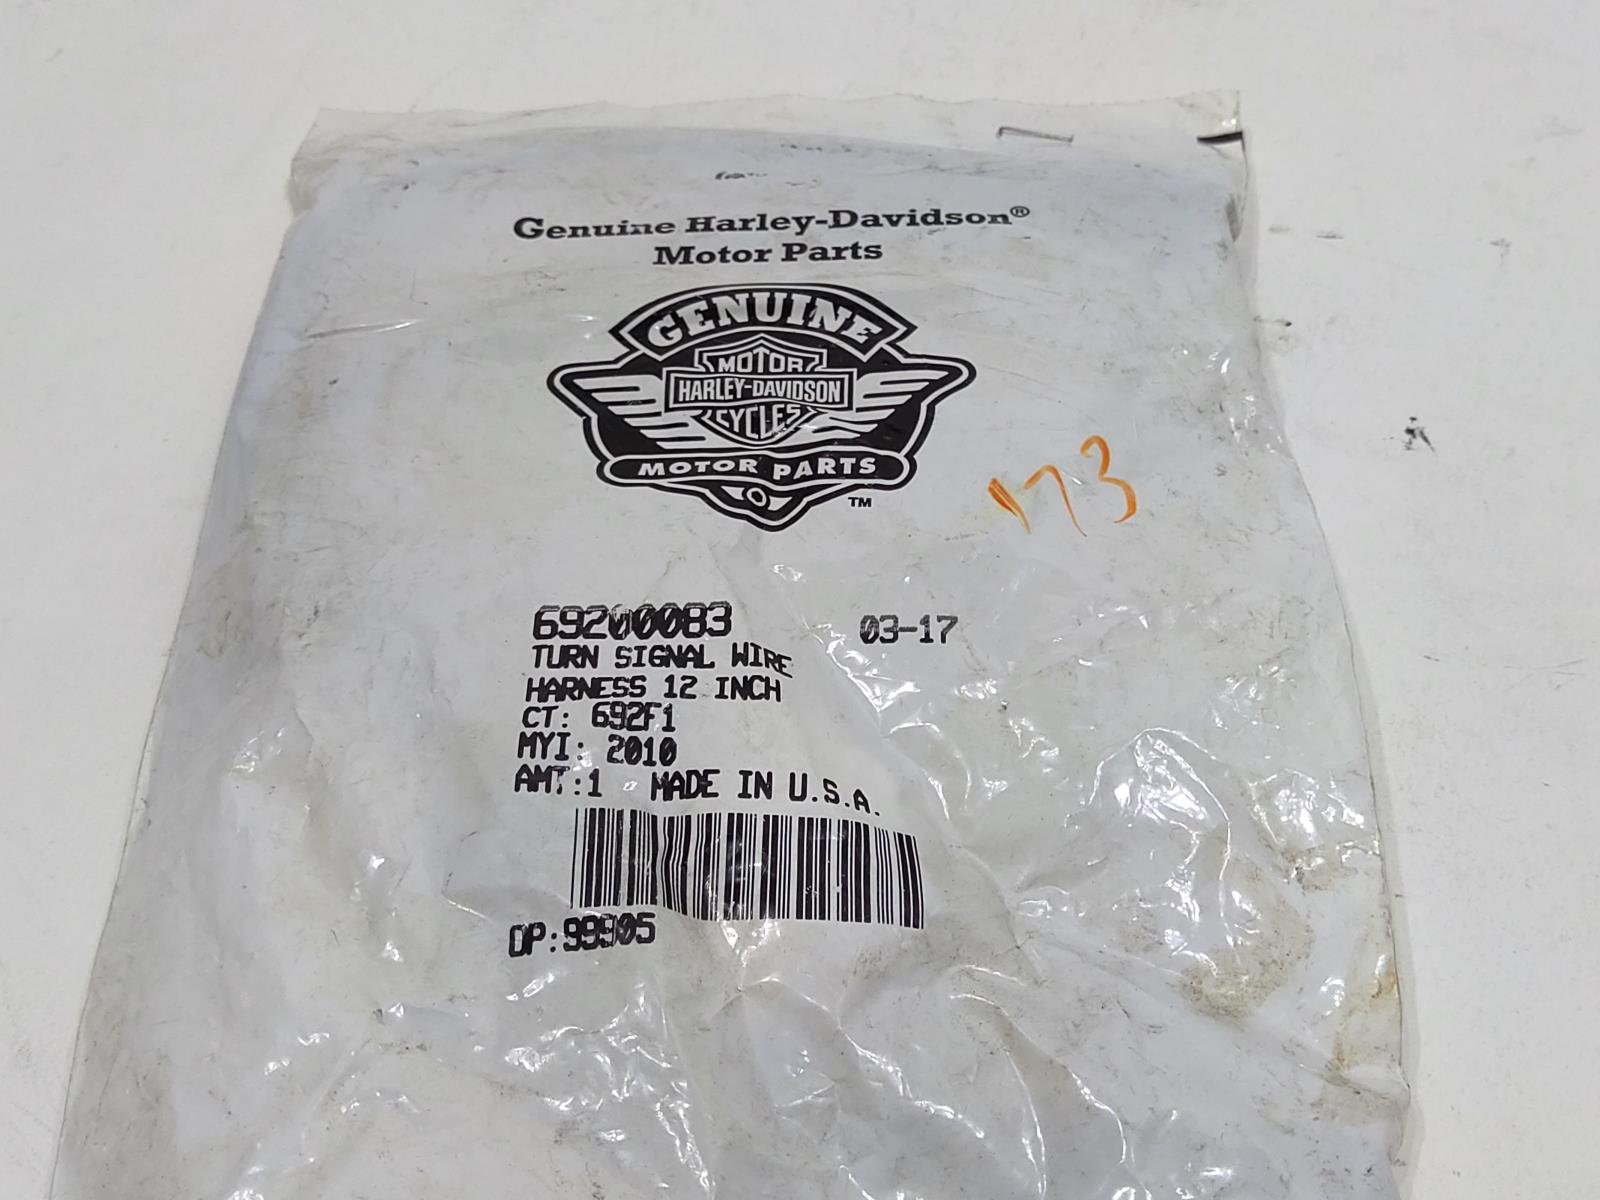 Genuine Harley-Davidson®
Motor Parts
GENUINE
MOTOR
HARLEY-DAVIDSON
CYCLES
MOTOR PARTS
TM
173
69200083
03-17
TURN SIGNAL WIRE
HARNESS 12 INCH
CT: 692F1
MYI: 2010
AMT:1 MADE IN U.S.A.
OP:99905